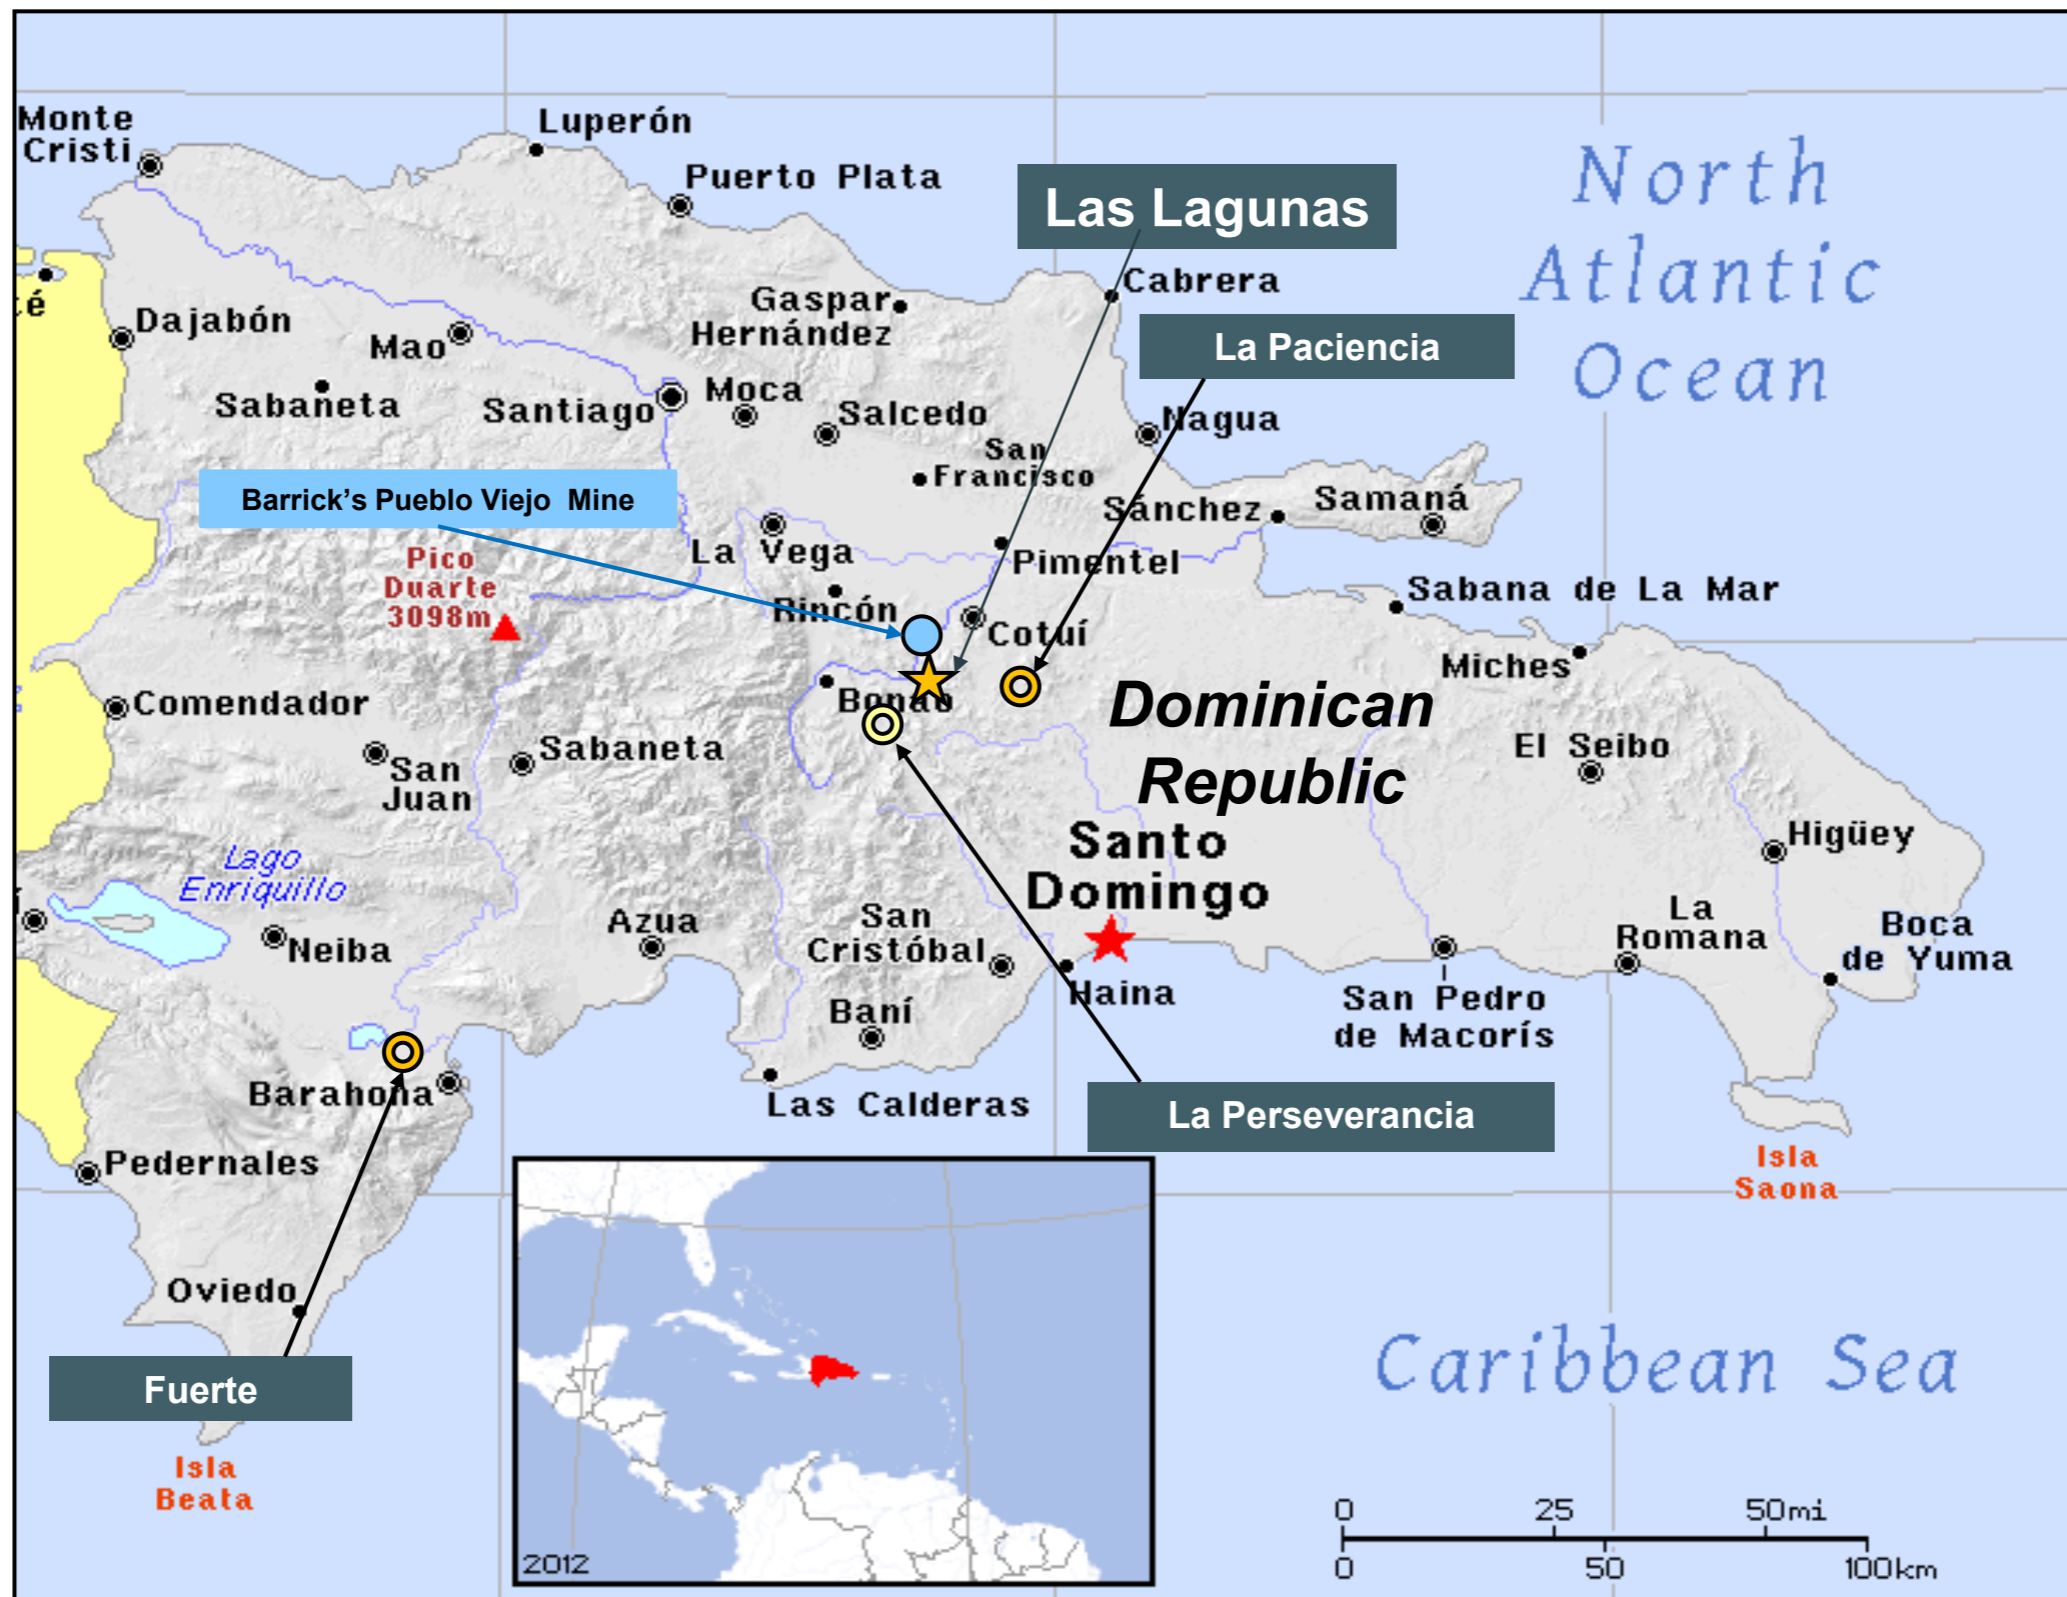 Monte
Cristi
Luperón
Puerto Plata
Las Lagunas
North
Atlantic
Ocean
té
Dajabón
Mao
Gaspar
Hernández
Cabrera
La Paciencia
Sabaneta
Santiago
Moca
Salcedo
Nagua
San
Francisco
Barrick’s Pueblo Viejo Mine
Sánchez
Samaná
La Vega
Pimentel
Pico
Duarte
3098m
Rincón
Cotuí
Sabana de La Mar
Miches
Comendador
Bonao
Dominican
Republic
San
Juan
Sabaneta
El Seibo
Santo
Domingo
Higüey
Lago
Enriquillo
Neiba
Azua
San
Cristóbal
Haina
La
Romana
Boca
de Yuma
San Pedro
de Macorís
Baní
Barahona
Las Calderas
La Perseverancia
Pedernales
Isla
Saona
Oviedo
Fuerte
Isla
Beata
Caribbean Sea
2012
0 25 50mi
0 50 100km